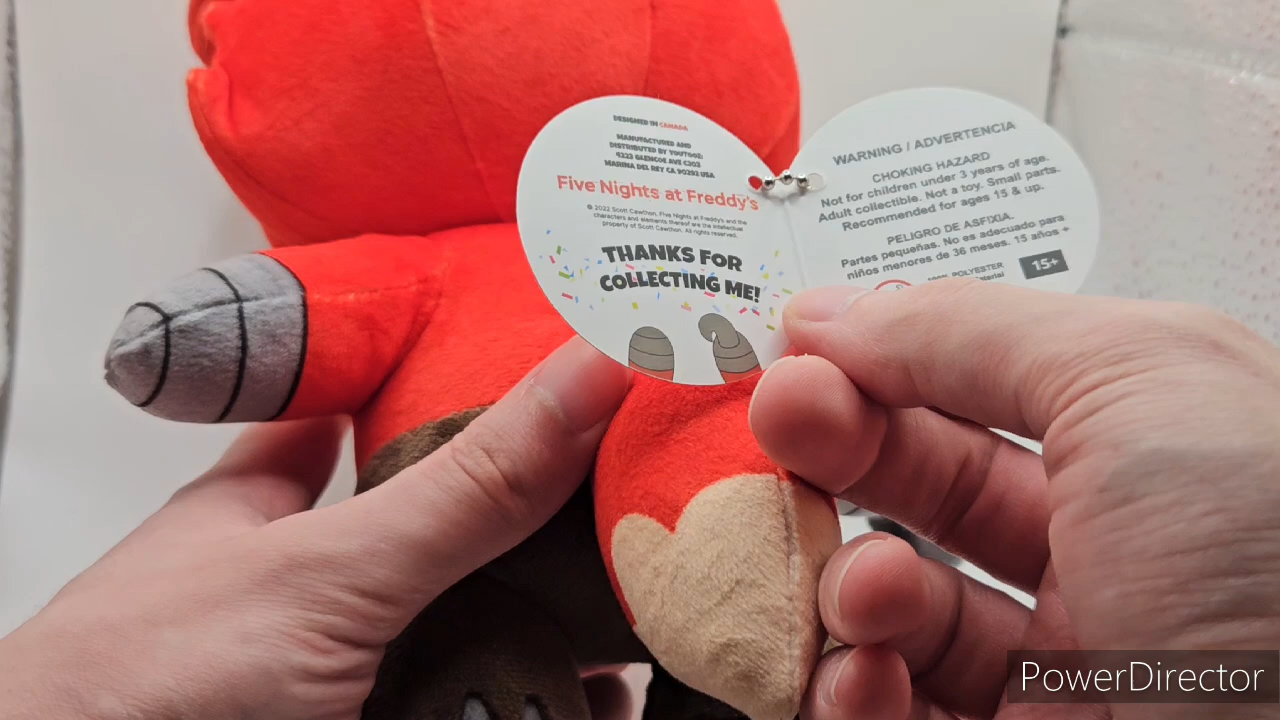 DESIGNED IN CANADA
MANUFACTURED AND
DISTRIBUTED BY YOUTOOZ:
4223 GLENCOE AVE C203
MARINA DEL REY CA 90292 USA
Five Nights at Freddy's
© 2022 Scott Cawthon. Five Nights at Freddy's and the
characters and elements thereof are the intellectual
property of Scott Cawthon. All rights reserved.
THANKS FOR
COLLECTING ME!
WARNING / ADVERTENCIA
CHOKING HAZARD
Not for children under 3 years of age.
Adult collectible. Not a toy. Small parts.
Recommended for ages 15 & up.
PELIGRO DE ASFIXIA.
Partes pequeñas. No es adecuado para
niños menores de 36 meses. 15 años +
15+
100% POLYESTER
PowerDirector